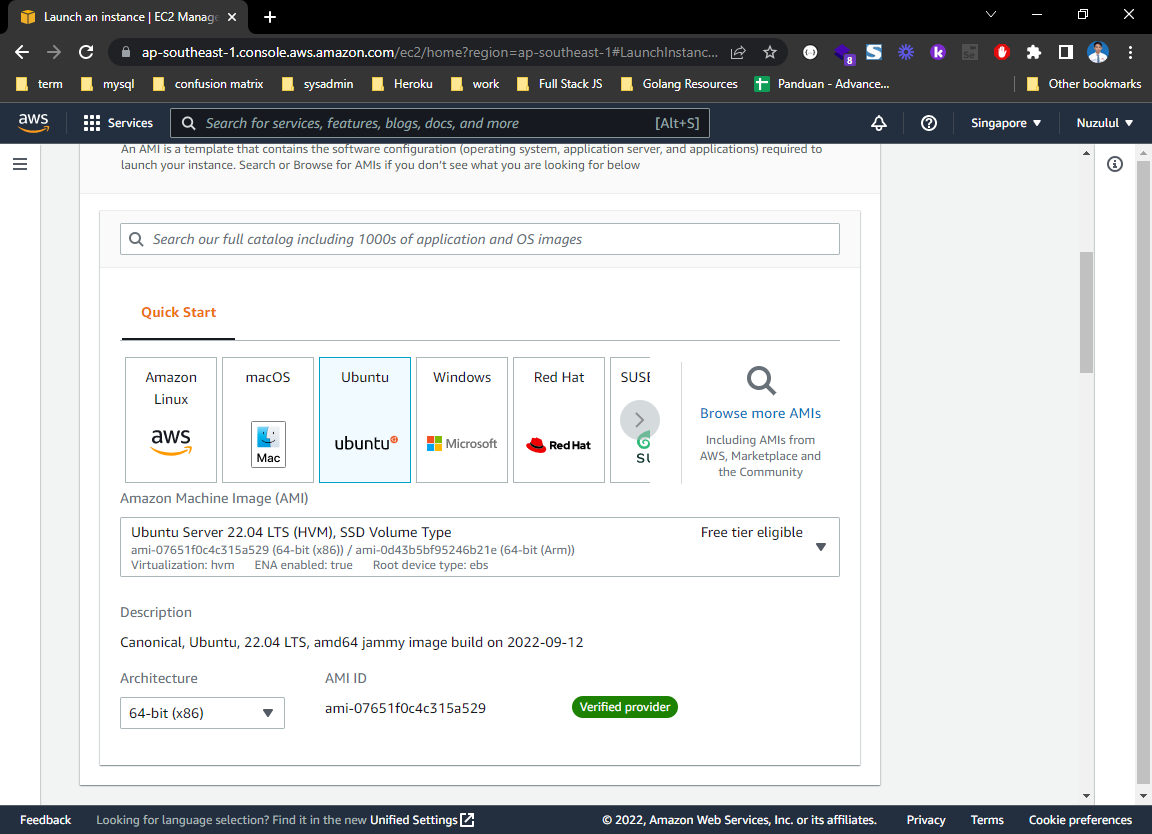 Launch an instance | EC2 Manage
ap-southeast-1.console.aws.amazon.com/ec2/home?region=ap-southeast-1#LaunchInstanc...
8
term
mysql
confusion matrix
sysadmin
Heroku
work
Full Stack JS
Golang Resources
Panduan - Advance...
Other bookmarks
aws
Services
Search for services, features, blogs, docs, and more
[Alt+S]
Singapore
Nuzulul
An AMI is a template that contains the software configuration (operating system, application server, and applications) required to
launch your instance. Search or Browse for AMIs if you don't see what you are looking for below
Search our full catalog including 1000s of application and OS images
Quick Start
Amazon
Linux
aws
macOS
Mac
Ubuntu
ubuntu
Windows
Microsoft
Red Hat
Red Hat
SUSE
SU
Browse more AMIs
Including AMIs from
AWS, Marketplace and
the Community
Amazon Machine Image (AMI)
Ubuntu Server 22.04 LTS (HVM), SSD Volume Type
Free tier eligible
ami-07651f0c4c315a529 (64-bit (x86)) / ami-0d43b5bf95246b21e (64-bit (Arm))
Virtualization: hvm ENA enabled: true Root device type: ebs
Description
Canonical, Ubuntu, 22.04 LTS, amd64 jammy image build on 2022-09-12
Architecture
AMI ID
64-bit (x86)
ami-07651f0c4c315a529
Verified provider
Feedback
Looking for language selection? Find it in the new Unified Settings
© 2022, Amazon Web Services, Inc. or its affiliates.
Privacy
Terms
Cookie preferences